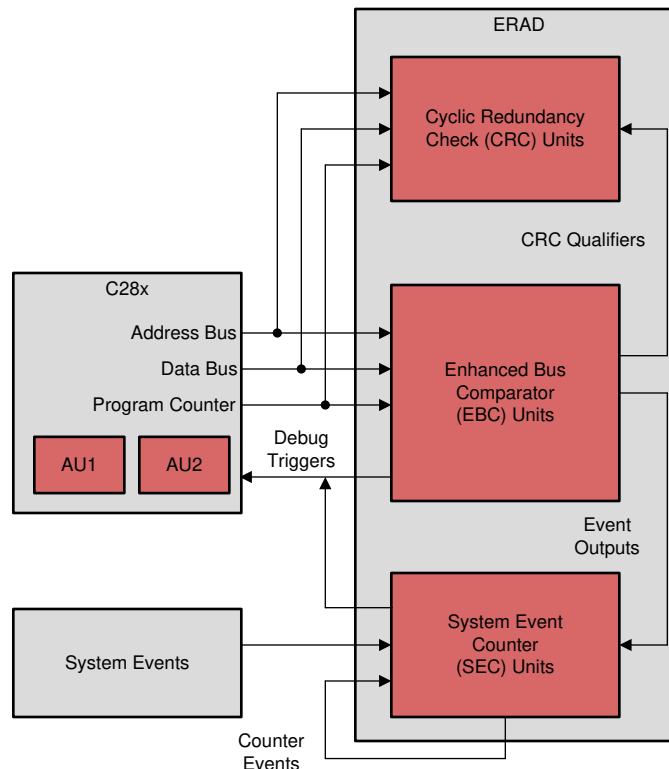 ERAD
Cyclic Redundancy
Check (CRC) Units
CRC Qualifiers
C28x
Address Bus
Data Bus
Program Counter
AU1
AU2
Enhanced Bus
Comparator
(EBC) Units
Debug
Triggers
Event
Outputs
System Events
System Event
Counter
(SEC) Units
Counter
Events